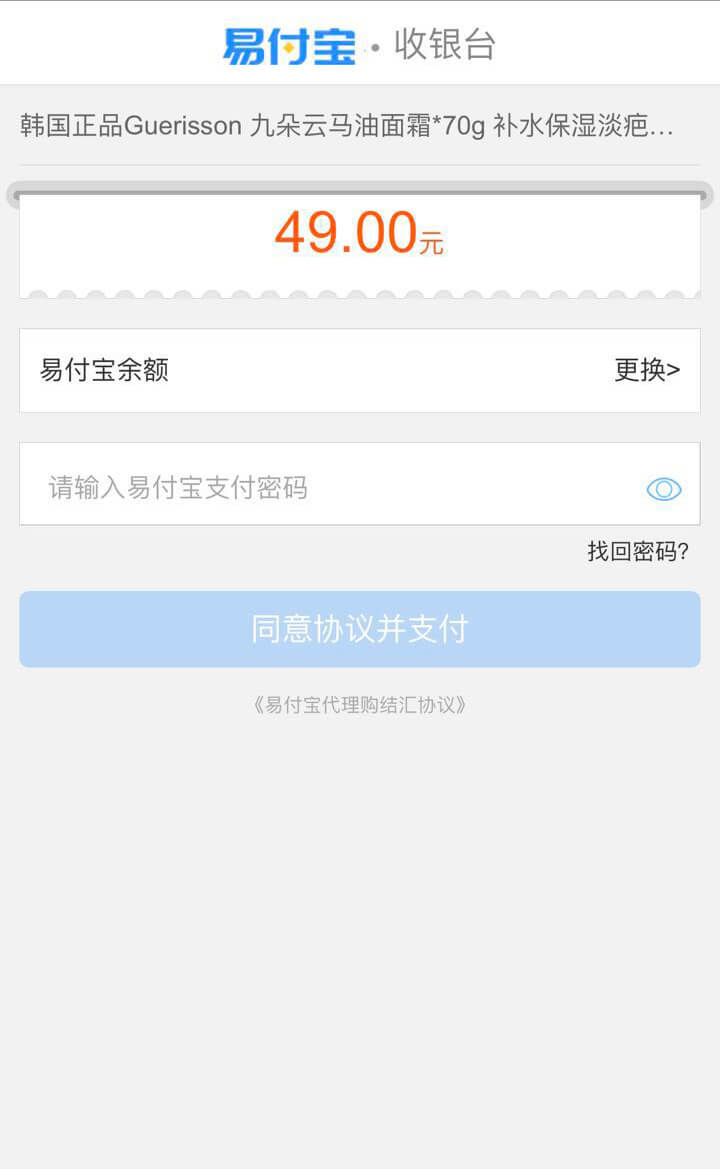 易付宝·收银台
韩国正品Guerisson 九朵云马油面霜*70g 补水保湿淡疤...
49.00元
易付宝余额 更换>
请输入易付宝支付密码
找回密码?
同意协议并支付
《易付宝代理购结汇协议》